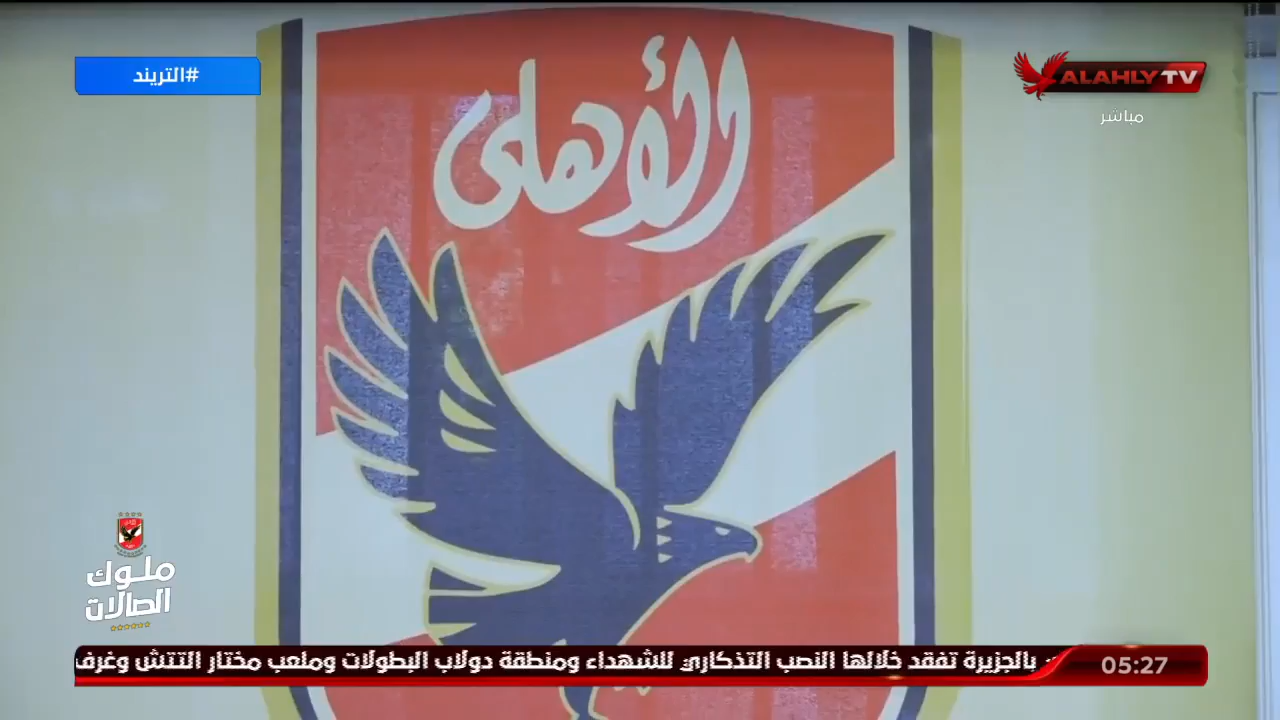 #التريند
ALAHLY TV
مباشر
الأهلى
ملوك
الصالات
بالجزيرة تفقد خلالها النصب التذكاري للشهداء ومنطقة دولاب البطولات وملعب مختار التتش وغرف
05:27